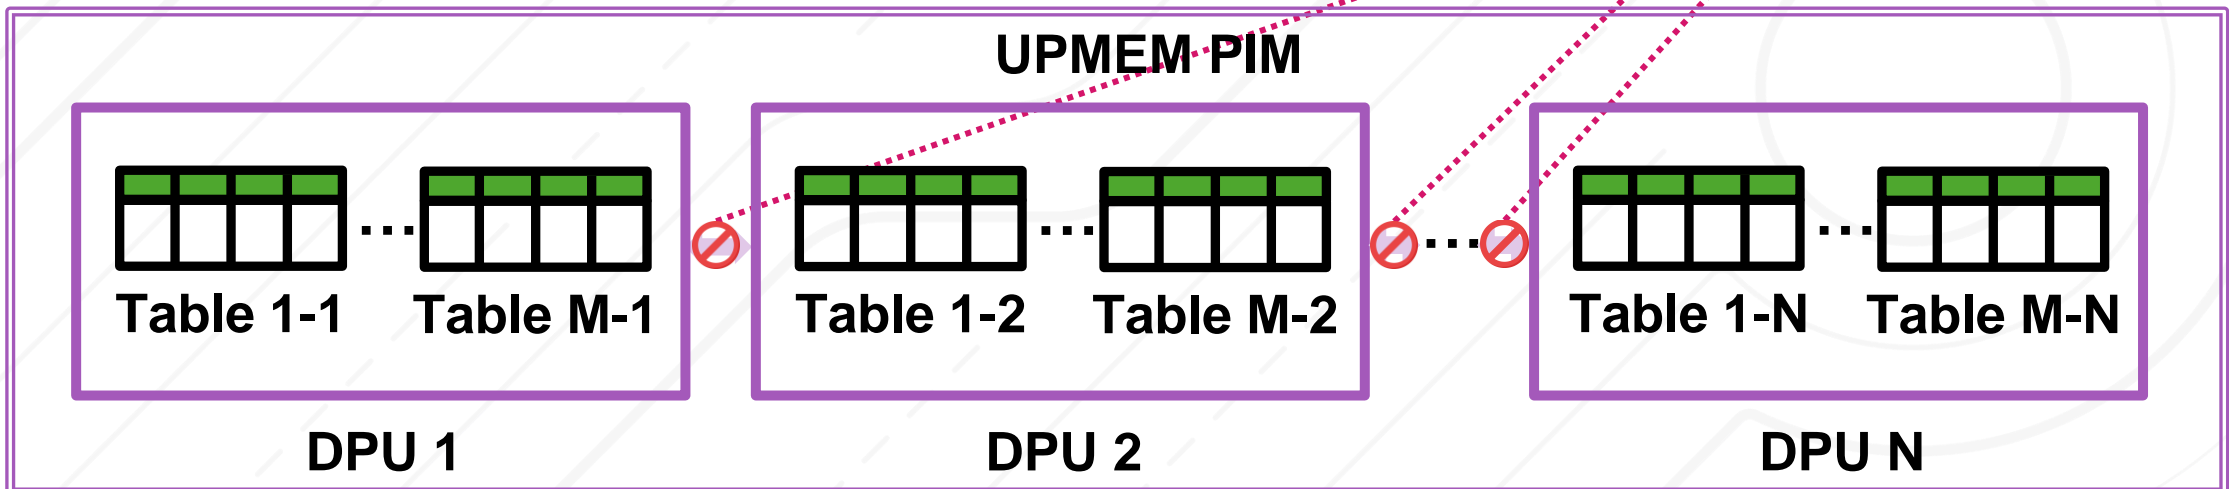 UPMEM PIM
... ... ... ...
Table 1-1 Table M-1 Table 1-2 Table M-2 Table 1-N Table M-N
DPU 1 DPU 2 DPU N